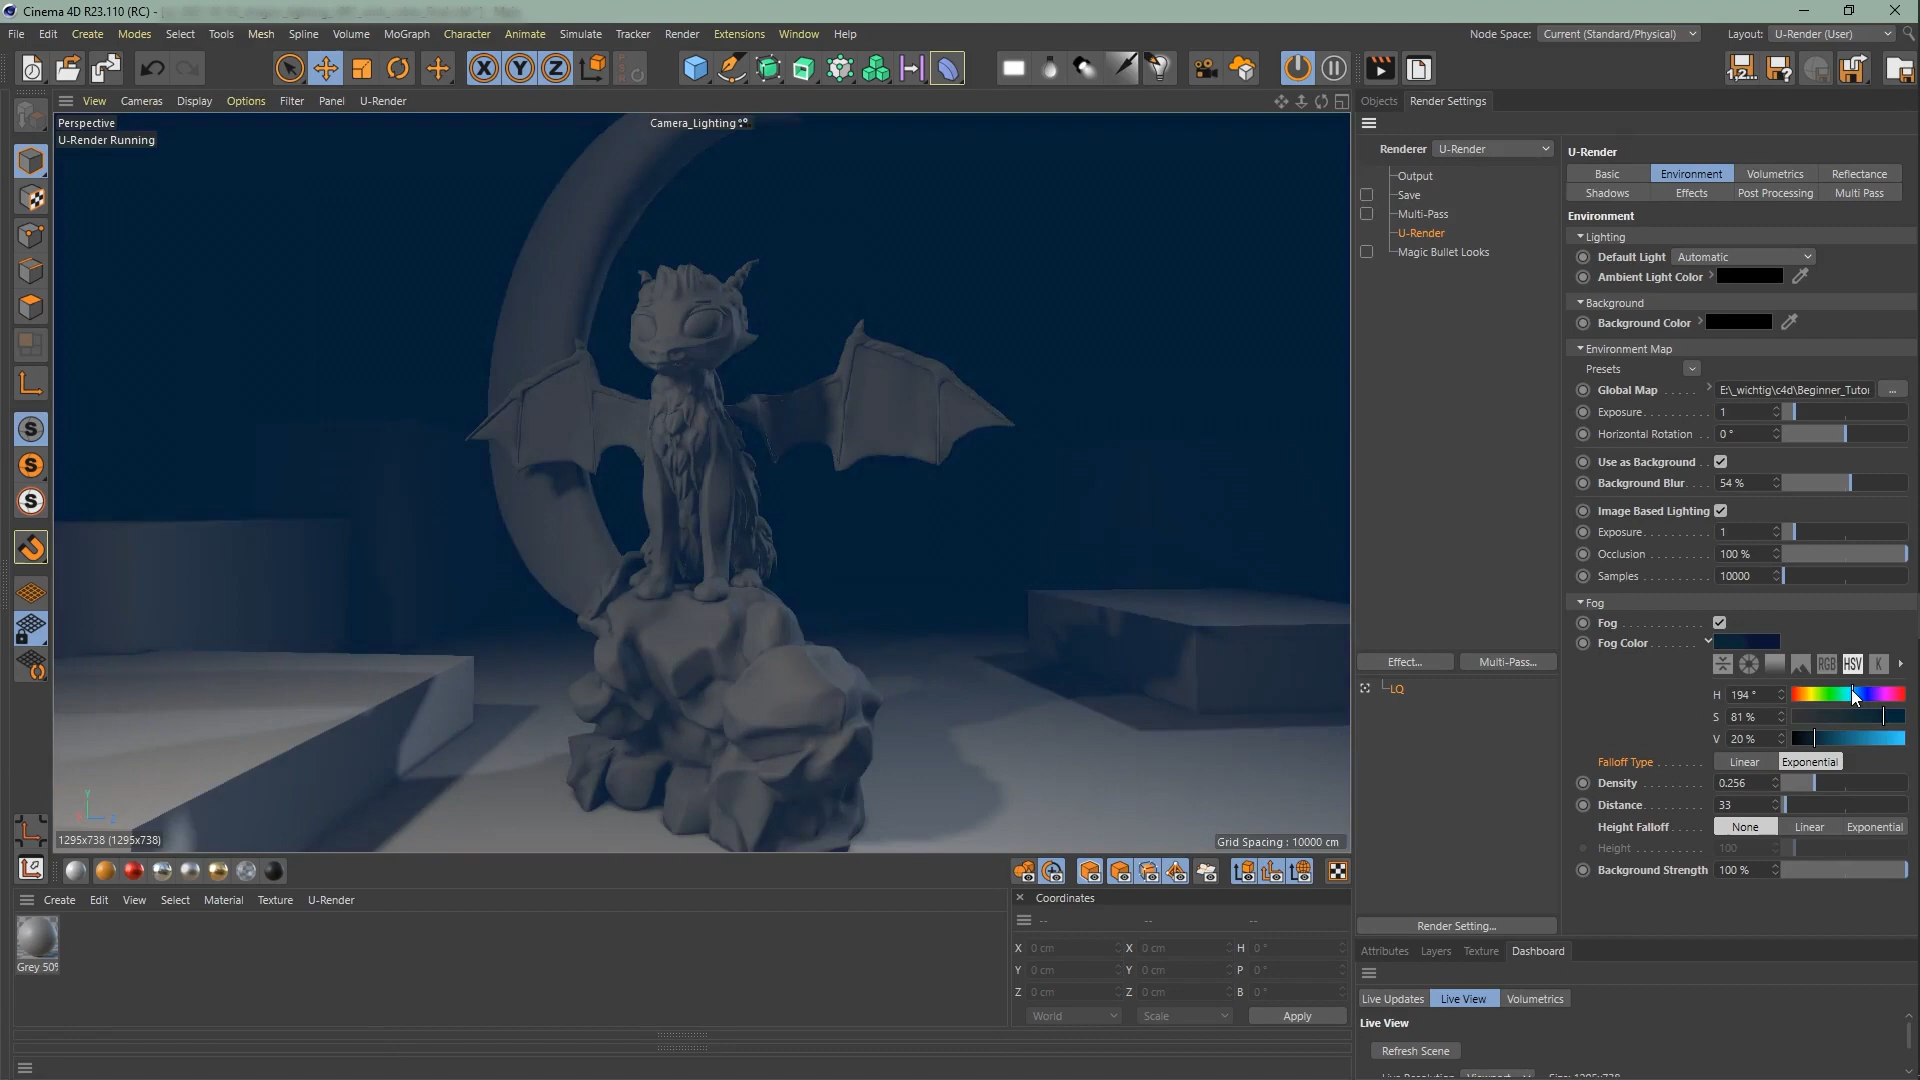 Cinema 4D R23.110 (RC) -
File Edit Create Modes Select Tools Mesh Spline Volume MoGraph Character Animate Simulate Tracker Render Extensions Window Help
Node Space: Current (Standard/Physical) Layout: U-Render (User)
View Cameras Display Options Filter Panel U-Render
Objects Render Settings
Perspective
Camera_Lighting
U-Render Running
Renderer U-Render
Output
Save
Multi-Pass
U-Render
Magic Bullet Looks
Effect... Multi-Pass...
LQ
Render Setting...
U-Render
Basic Environment Volumetrics Reflectance
Shadows Effects Post Processing Multi Pass
Environment
Lighting
Default Light Automatic
Ambient Light Color
Background
Background Color
Environment Map
Presets
Global Map E:\_wichtig\c4d\Beginner_Tutor ...
Exposure 1
Horizontal Rotation 0 °
Use as Background
Background Blur 54 %
Image Based Lighting
Exposure 1
Occlusion 100 %
Samples 10000
Fog
Fog
Fog Color
RGB HSV K
H 194 °
S 81 %
V 20 %
Falloff Type Linear Exponential
Density 0.256
Distance 33
Height Falloff None Linear Exponential
Height 100
Background Strength 100 %
1295x738 (1295x738)
Grid Spacing : 10000 cm
Create Edit View Select Material Texture U-Render
Grey 50%
Coordinates
-- -- --
X 0 cm X 0 cm H 0 °
Y 0 cm Y 0 cm P 0 °
Z 0 cm Z 0 cm B 0 °
World Scale Apply
Attributes Layers Texture Dashboard
Live Updates Live View Volumetrics
Live View
Refresh Scene